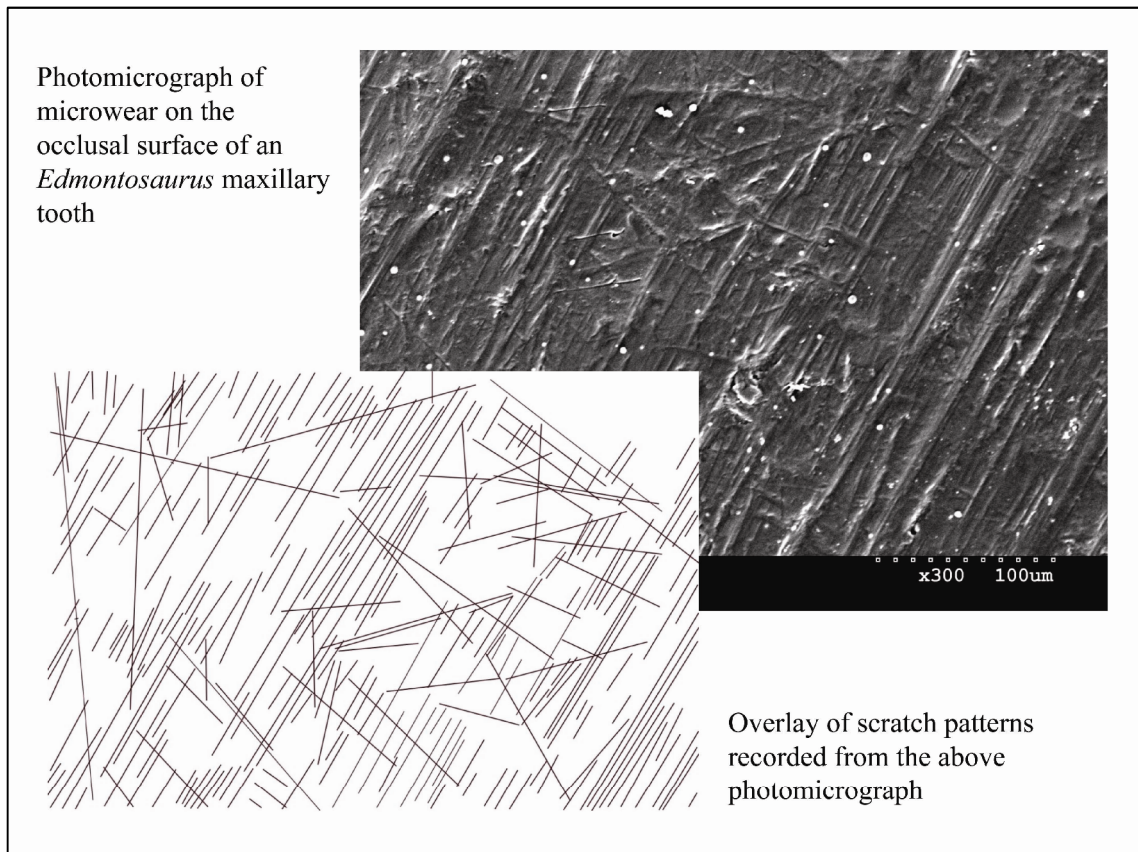 Photomicrograph of
microwear on the
occlusal surface of an
Edmontosaurus maxillary
tooth
x300 100um
Overlay of scratch patterns
recorded from the above
photomicrograph